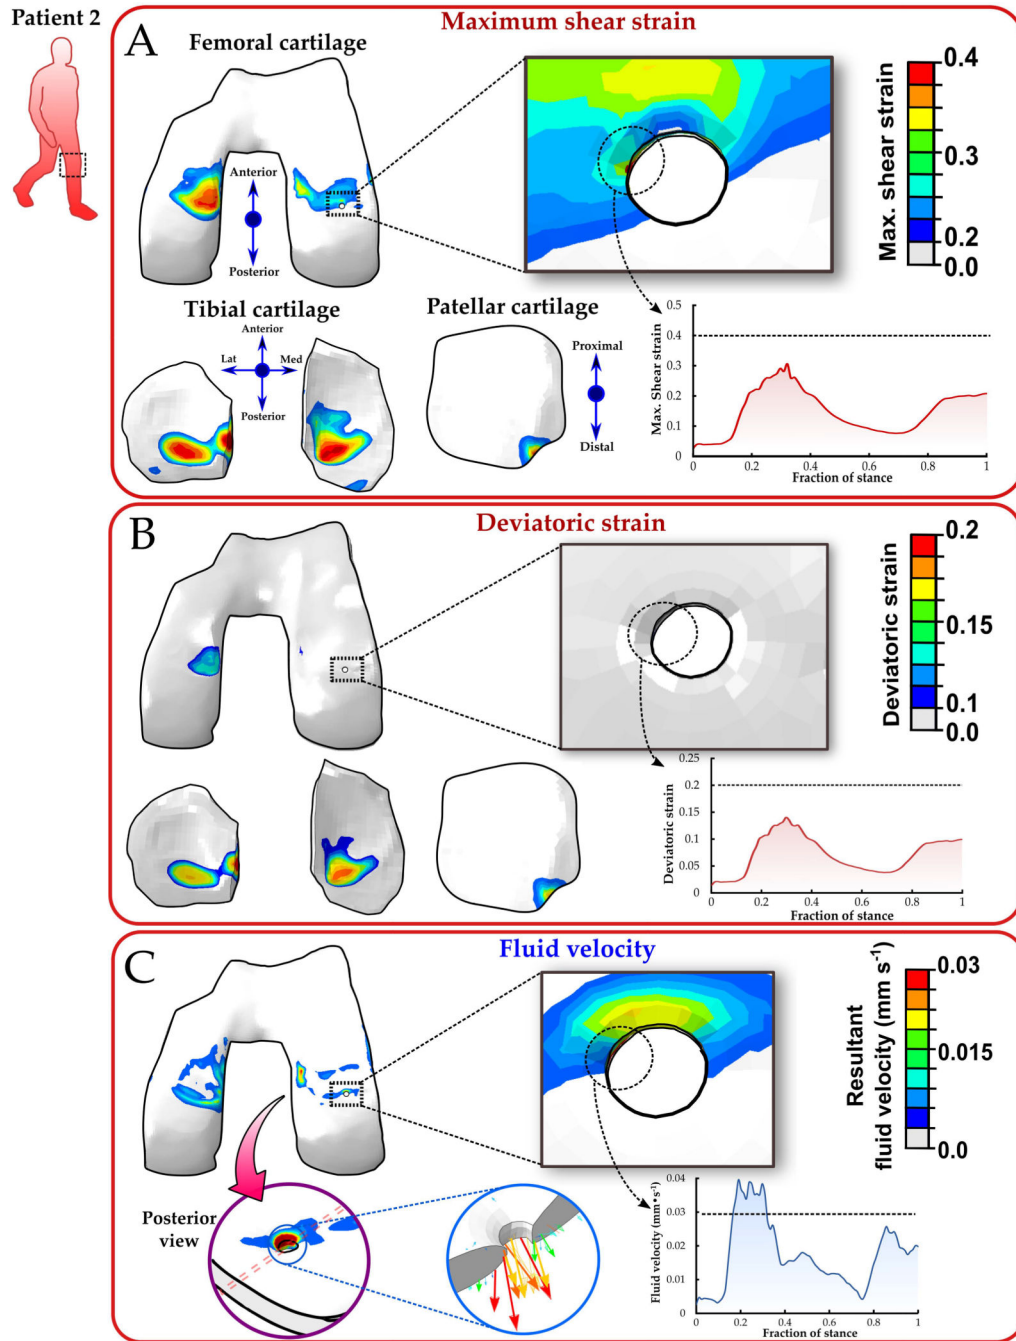 Patient 2
A
Maximum shear strain
Femoral cartilage
Anterior
Posterior
Max. shear strain
0.4
0.3
0.2
0.0
Tibial cartilage
Anterior
Lat
Med
Posterior
Patellar cartilage
Proximal
Distal
Max. Shear strain
0.5
0.4
0.3
0.2
0.1
0
0
0.2
0.4
0.6
0.8
1
Fraction of stance
B
Deviatoric strain
Deviatoric strain
0.2
0.15
0.1
0.0
Deviatoric strain
0.25
0.2
0.15
0.1
0.05
0
0
0.2
0.4
0.6
0.8
1
Fraction of stance
C
Fluid velocity
Resultant
fluid velocity (mm s⁻¹)
0.03
0.015
0.0
Posterior
view
Fluid velocity (mm s⁻¹)
0.04
0.03
0.02
0.01
0
0
0.2
0.4
0.6
0.8
1
Fraction of stance